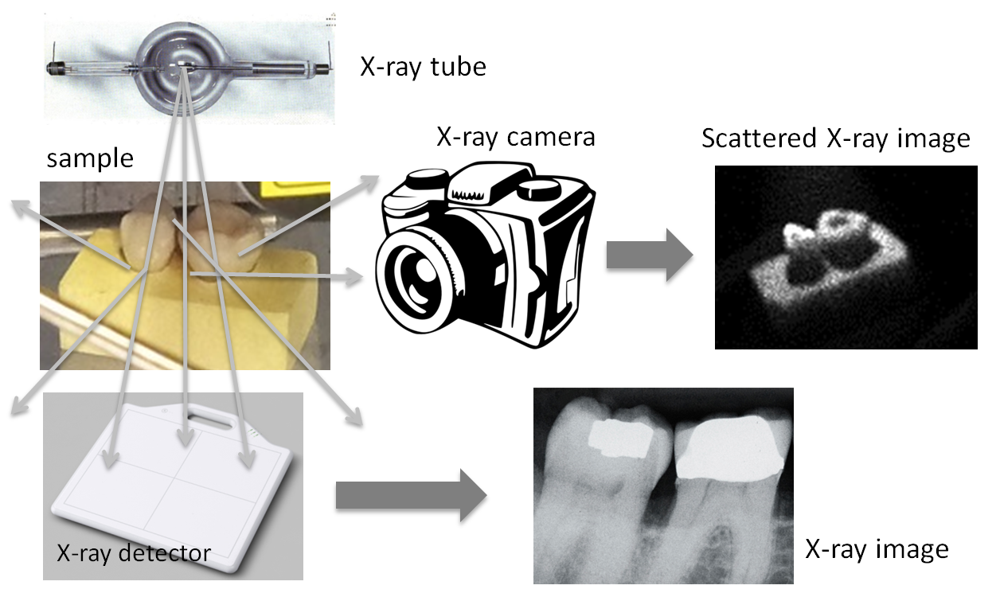 X-ray tube
sample
X-ray camera
Scattered X-ray image
X-ray detector
X-ray image